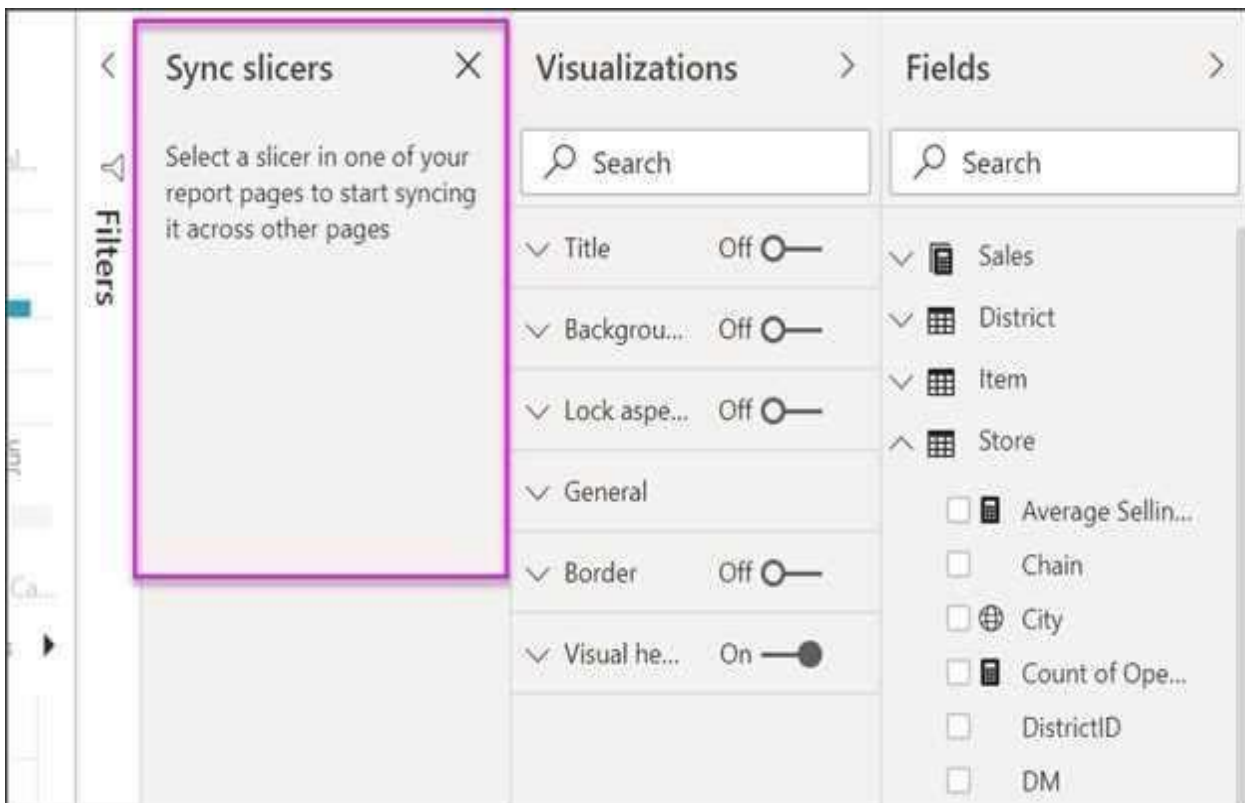 Filters
Sync slicers
Select a slicer in one of your
report pages to start syncing
it across other pages
Visualizations
Search
Title Off
Backgrou... Off
Lock aspe... Off
General
Border Off
Visual he... On
Fields
Search
Sales
District
Item
Store
Average Sellin...
Chain
City
Count of Ope...
DistrictID
DM
Jun
Ca...